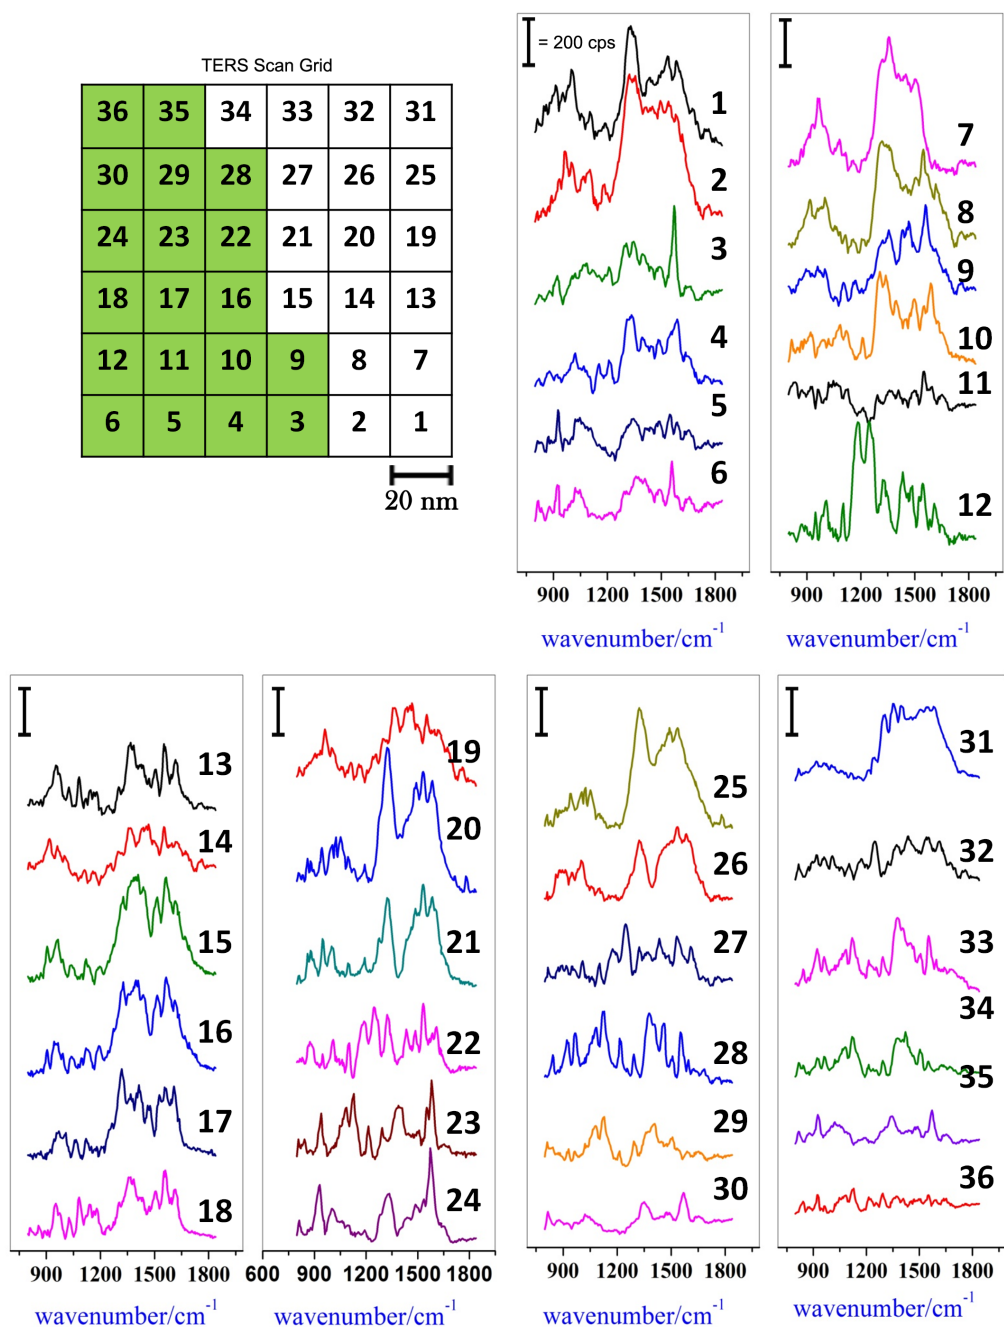 TERS Scan Grid
36 35 34 33 32 31
30 29 28 27 26 25
24 23 22 21 20 19
18 17 16 15 14 13
12 11 10 9 8 7
6 5 4 3 2 1
20 nm
= 200 cps
1
2
3
4
5
6
900 1200 1500 1800
wavenumber/cm-1
7
8
9
10
11
12
900 1200 1500 1800
wavenumber/cm-1
13
14
15
16
17
18
900 1200 1500 1800
wavenumber/cm-1
19
20
21
22
23
24
600 900 1200 1500 1800
wavenumber/cm-1
25
26
27
28
29
30
900 1200 1500 1800
wavenumber/cm-1
31
32
33
34
35
36
900 1200 1500 1800
wavenumber/cm-1